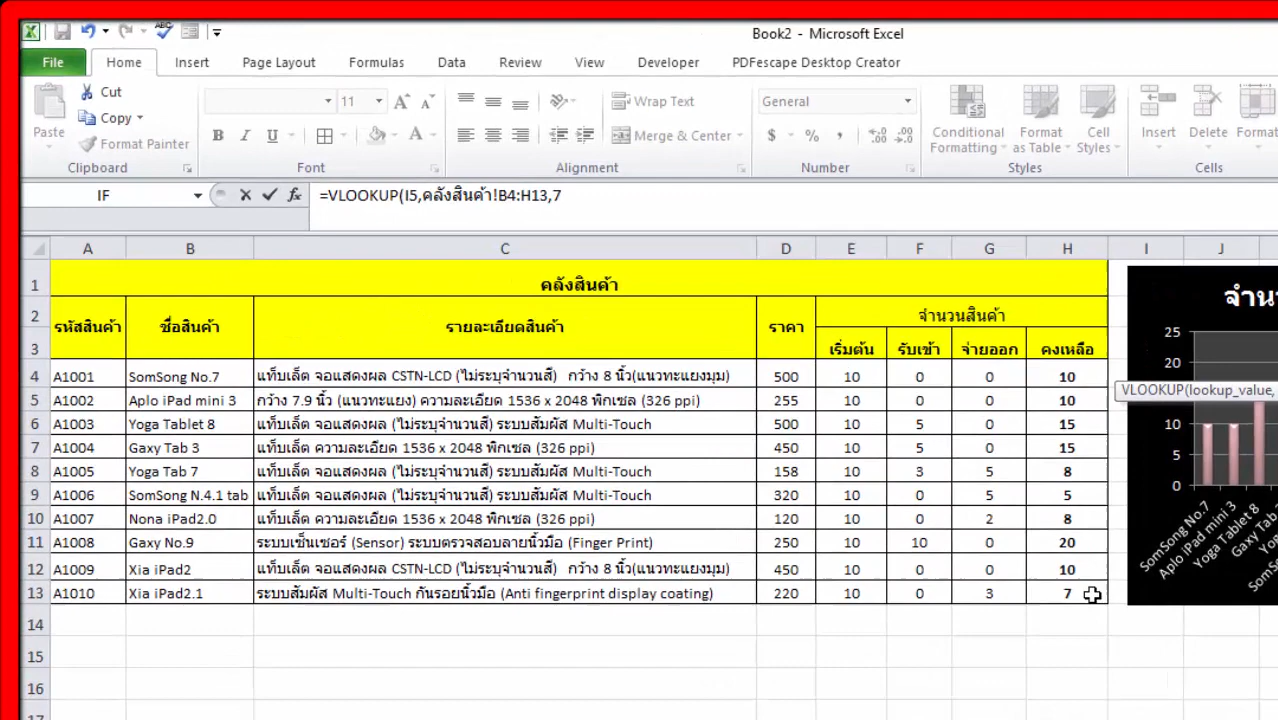 Book2 - Microsoft Excel
File Home Insert Page Layout Formulas Data Review View Developer PDFescape Desktop Creator
Cut
Copy
Format Painter
Paste
Clipboard
11
Font
Wrap Text
Merge & Center
Alignment
General
$ % ,
Number
Conditional Formatting
Format as Table
Cell Styles
Styles
Insert Delete Format
Cells
IF fx =VLOOKUP(I5,คลังสินค้า!B4:H13,7
A B C D E F G H I J
1 คลังสินค้า
2 รหัสสินค้า ชื่อสินค้า รายละเอียดสินค้า ราคา จำนวนสินค้า
3 เริ่มต้น รับเข้า จ่ายออก คงเหลือ
4 A1001 SomSong No.7 แท็บเล็ต จอแสดงผล CSTN-LCD (ไม่ระบุจำนวนสี) กว้าง 8 นิ้ว(แนวทะแยงมุม) 500 10 0 0 10
5 A1002 Aplo iPad mini 3 กว้าง 7.9 นิ้ว (แนวทะแยง) ความละเอียด 1536 x 2048 พิกเซล (326 ppi) 255 10 0 0 10
6 A1003 Yoga Tablet 8 แท็บเล็ต จอแสดงผล (ไม่ระบุจำนวนสี) ระบบสัมผัส Multi-Touch 500 10 5 0 15
7 A1004 Gaxy Tab 3 แท็บเล็ต ความละเอียด 1536 x 2048 พิกเซล (326 ppi) 450 10 5 0 15
8 A1005 Yoga Tab 7 แท็บเล็ต จอแสดงผล (ไม่ระบุจำนวนสี) ระบบสัมผัส Multi-Touch 158 10 3 5 8
9 A1006 SomSong N.4.1 tab แท็บเล็ต จอแสดงผล (ไม่ระบุจำนวนสี) ระบบสัมผัส Multi-Touch 320 10 0 5 5
10 A1007 Nona iPad2.0 แท็บเล็ต ความละเอียด 1536 x 2048 พิกเซล (326 ppi) 120 10 0 2 8
11 A1008 Gaxy No.9 ระบบเซ็นเซอร์ (Sensor) ระบบตรวจสอบลายนิ้วมือ (Finger Print) 250 10 10 0 20
12 A1009 Xia iPad2 แท็บเล็ต จอแสดงผล CSTN-LCD (ไม่ระบุจำนวนสี) กว้าง 8 นิ้ว(แนวทะแยงมุม) 450 10 0 0 10
13 A1010 Xia iPad2.1 ระบบสัมผัส Multi-Touch กันรอยนิ้วมือ (Anti fingerprint display coating) 220 10 0 3 7
14
15
16
17
25
20
VLOOKUP(lookup_value,
10
5
0
SomSong No.7
Aplo iPad mini 3
Yoga Tablet 8